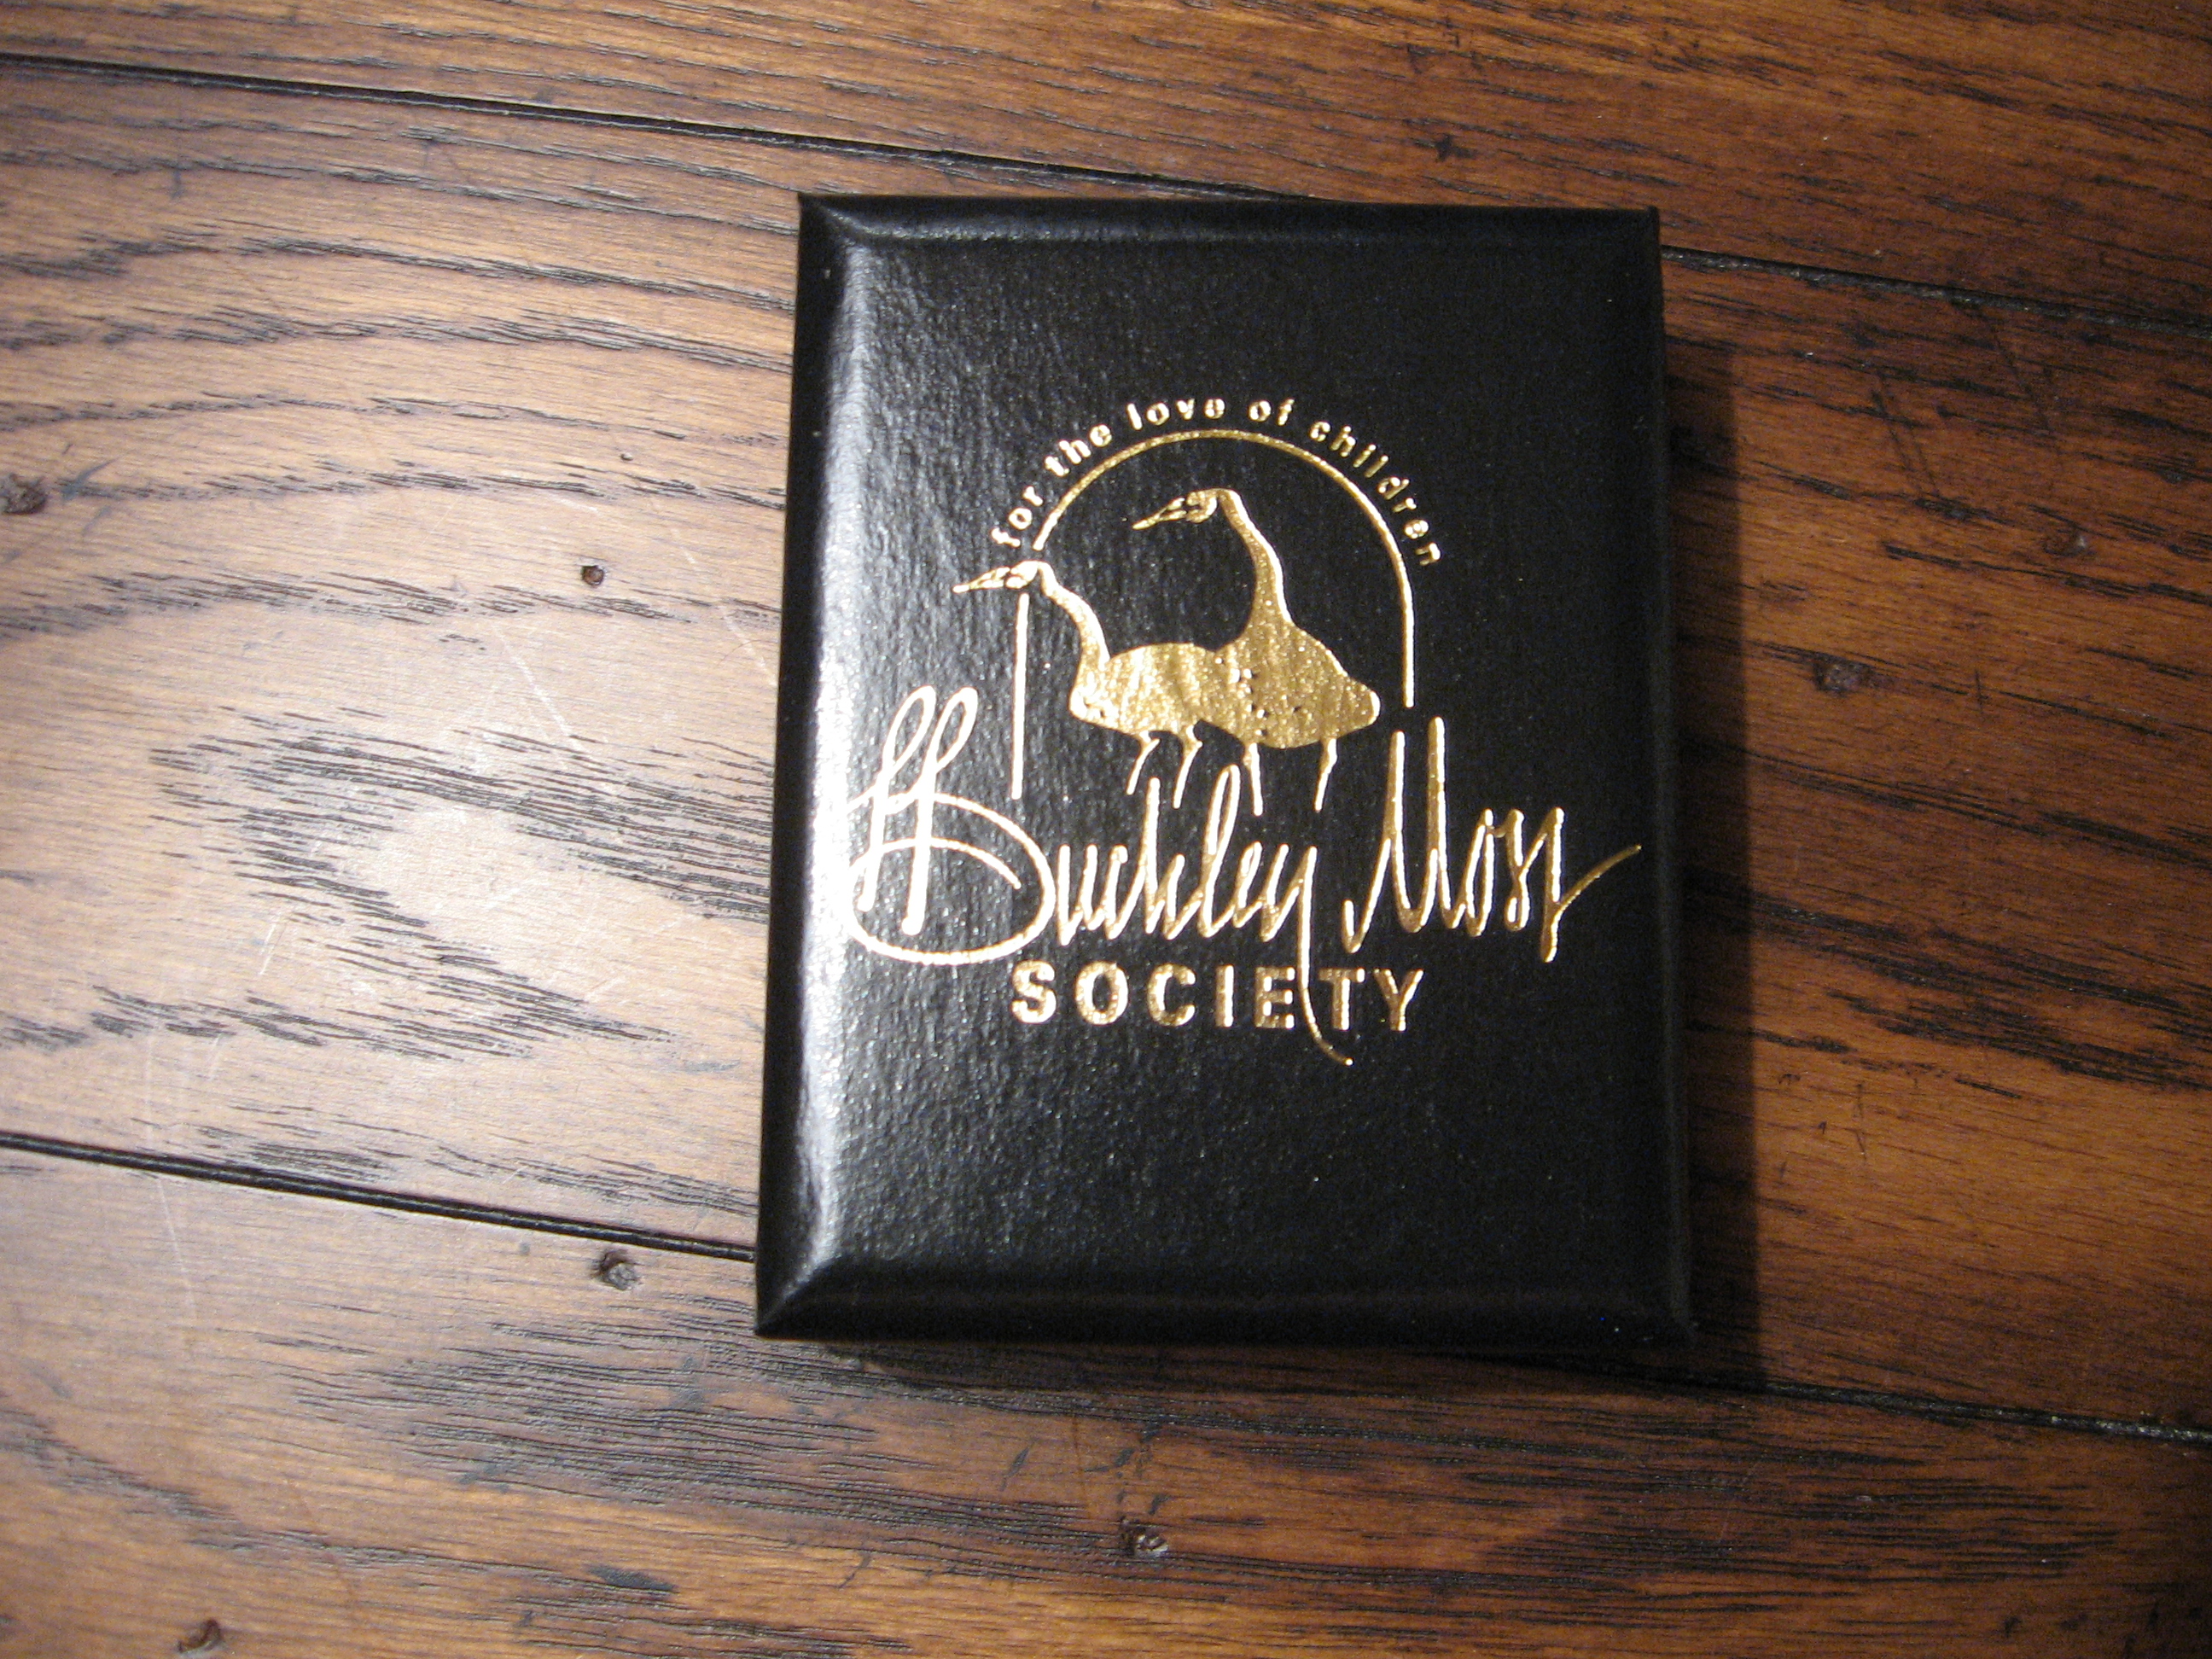 for the love of children
P Buckley Moss
SOCIETY